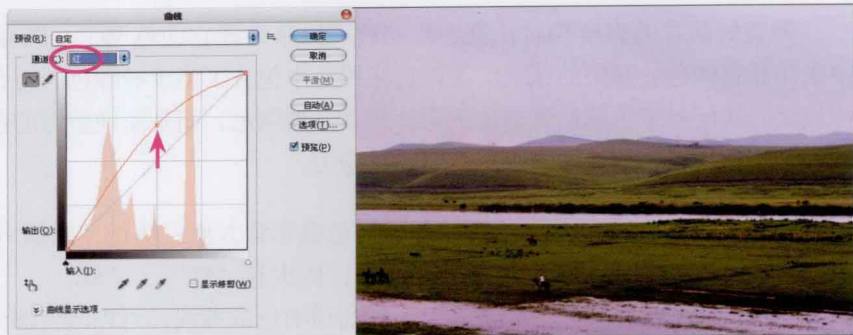 曲线
预设(R): 自定
确定
通道(C): 红
取消
平滑(M)
自动(A)
选项(T)...
预览(P)
输出(O):
输入(I):
显示修剪(W)
曲线显示选项